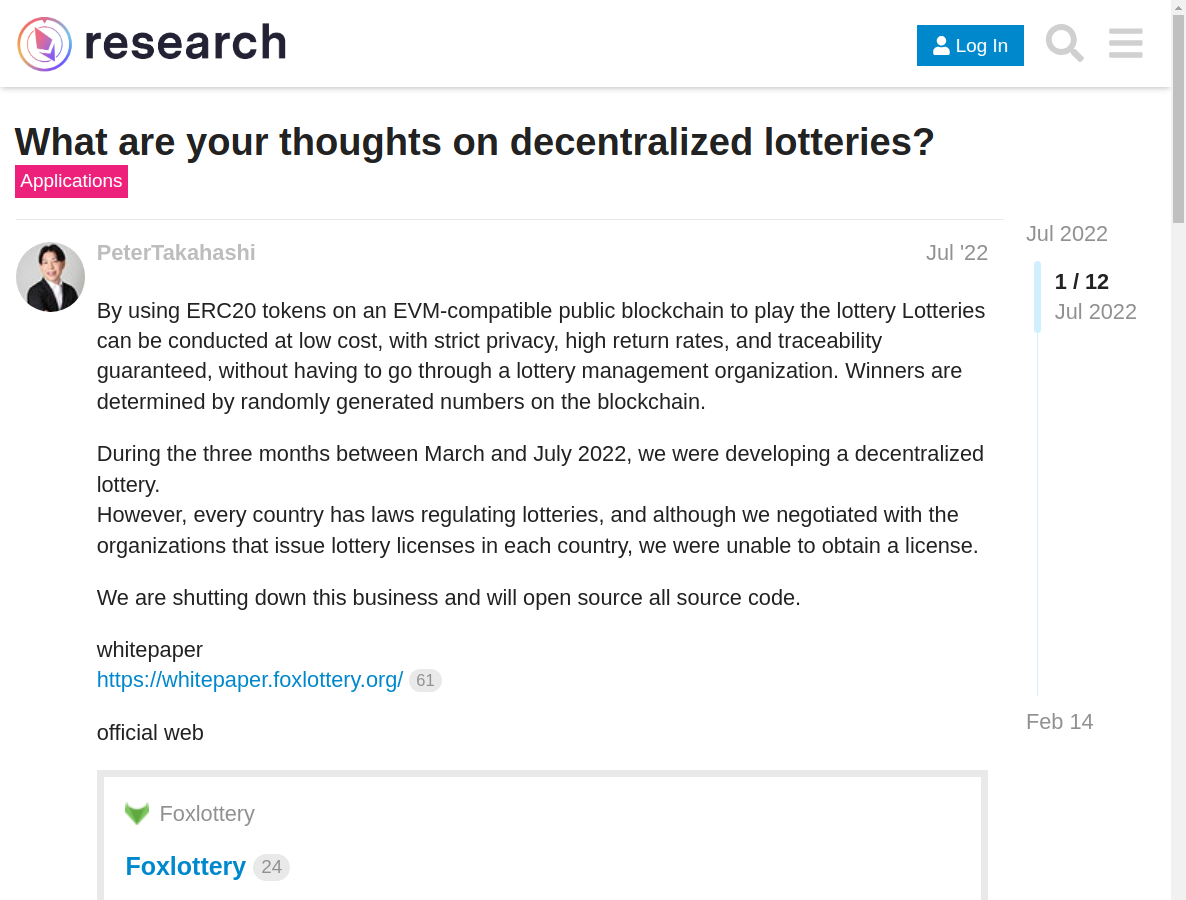 research
Log In
What are your thoughts on decentralized lotteries?
Applications
PeterTakahashi
Jul '22
By using ERC20 tokens on an EVM-compatible public blockchain to play the lottery Lotteries
can be conducted at low cost, with strict privacy, high return rates, and traceability
guaranteed, without having to go through a lottery management organization. Winners are
determined by randomly generated numbers on the blockchain.
During the three months between March and July 2022, we were developing a decentralized
lottery.
However, every country has laws regulating lotteries, and although we negotiated with the
organizations that issue lottery licenses in each country, we were unable to obtain a license.
We are shutting down this business and will open source all source code.
whitepaper
https://whitepaper.foxlottery.org/ 61
official web
Foxlottery
Foxlottery 24
Jul 2022
1 / 12
Jul 2022
Feb 14